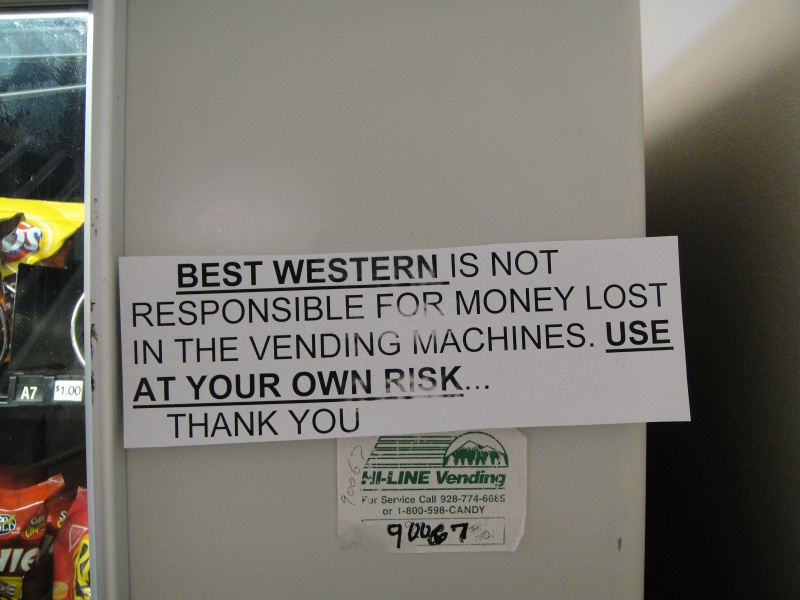 BEST WESTERN IS NOT
RESPONSIBLE FOR MONEY LOST
IN THE VENDING MACHINES. USE
AT YOUR OWN RISK...
THANK YOU
A7 $1.00
HI-LINE Vending
For Service Call 928-774-6685
or 1-800-598-CANDY
90067
90067